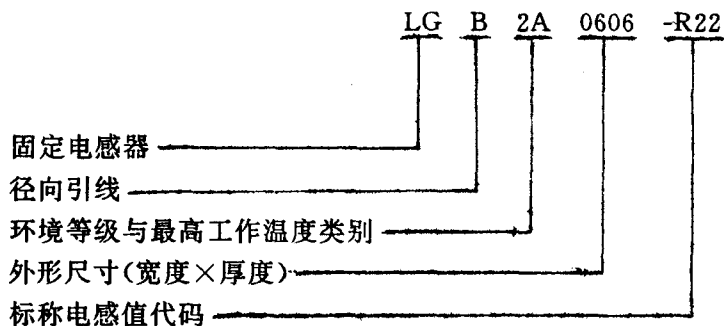 LG B 2A 0606 -R22
固定电感器
径向引线
环境等级与最高工作温度类别
外形尺寸(宽度×厚度)
标称电感值代码